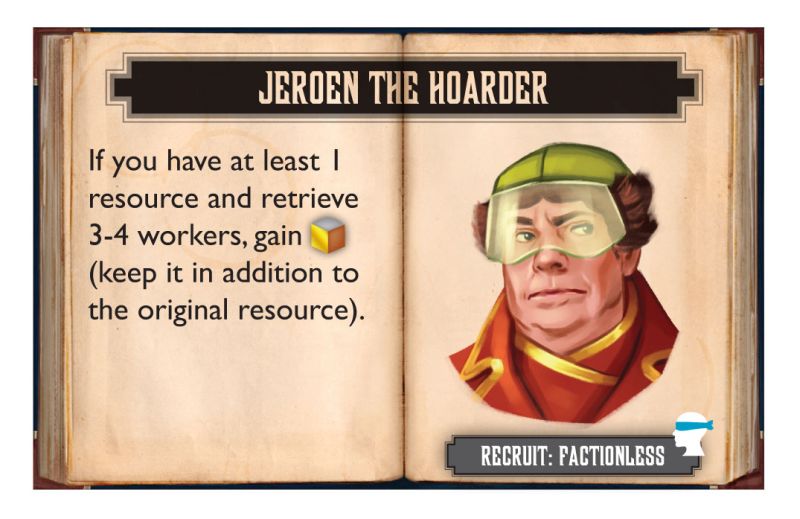 JEROEN THE HOARDER
If you have at least 1
resource and retrieve
3-4 workers, gain
(keep it in addition to
the original resource).
RECRUIT: FACTIONLESS